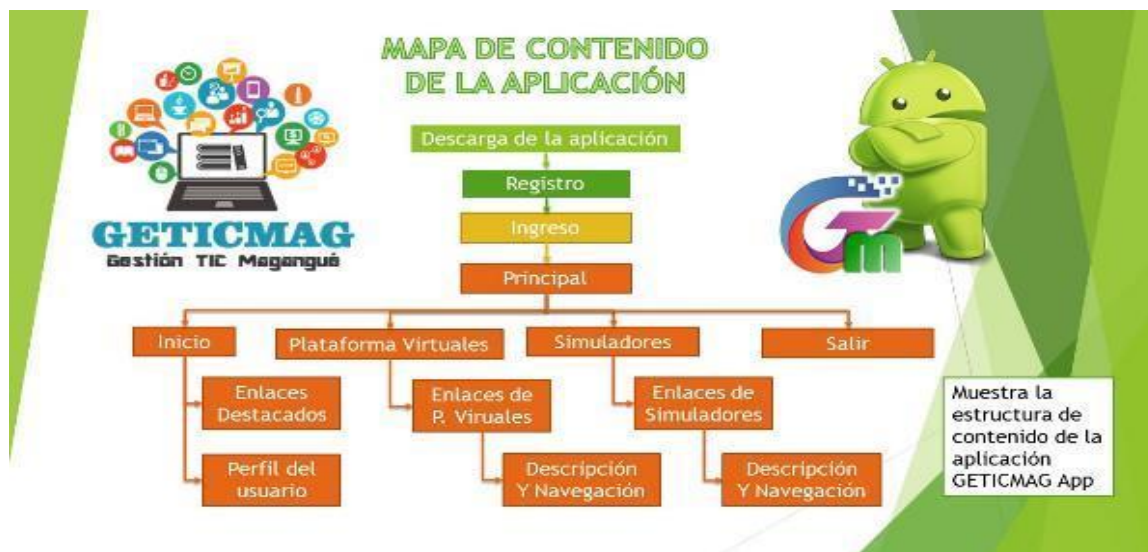 MAPA DE CONTENIDO
DE LA APLICACIÓN
GETICMAG
Gestión TIC Magangué
Descarga de la aplicación
Registro
Ingreso
Principal
Inicio
Plataforma Virtuales
Simuladores
Salir
Enlaces
Destacados
Perfil del
usuario
Enlaces de
P. Viruales
Descripción
Y Navegación
Enlaces de
Simuladores
Descripción
Y Navegación
GTm
Muestra la
estructura de
contenido de la
aplicación
GETICMAG App